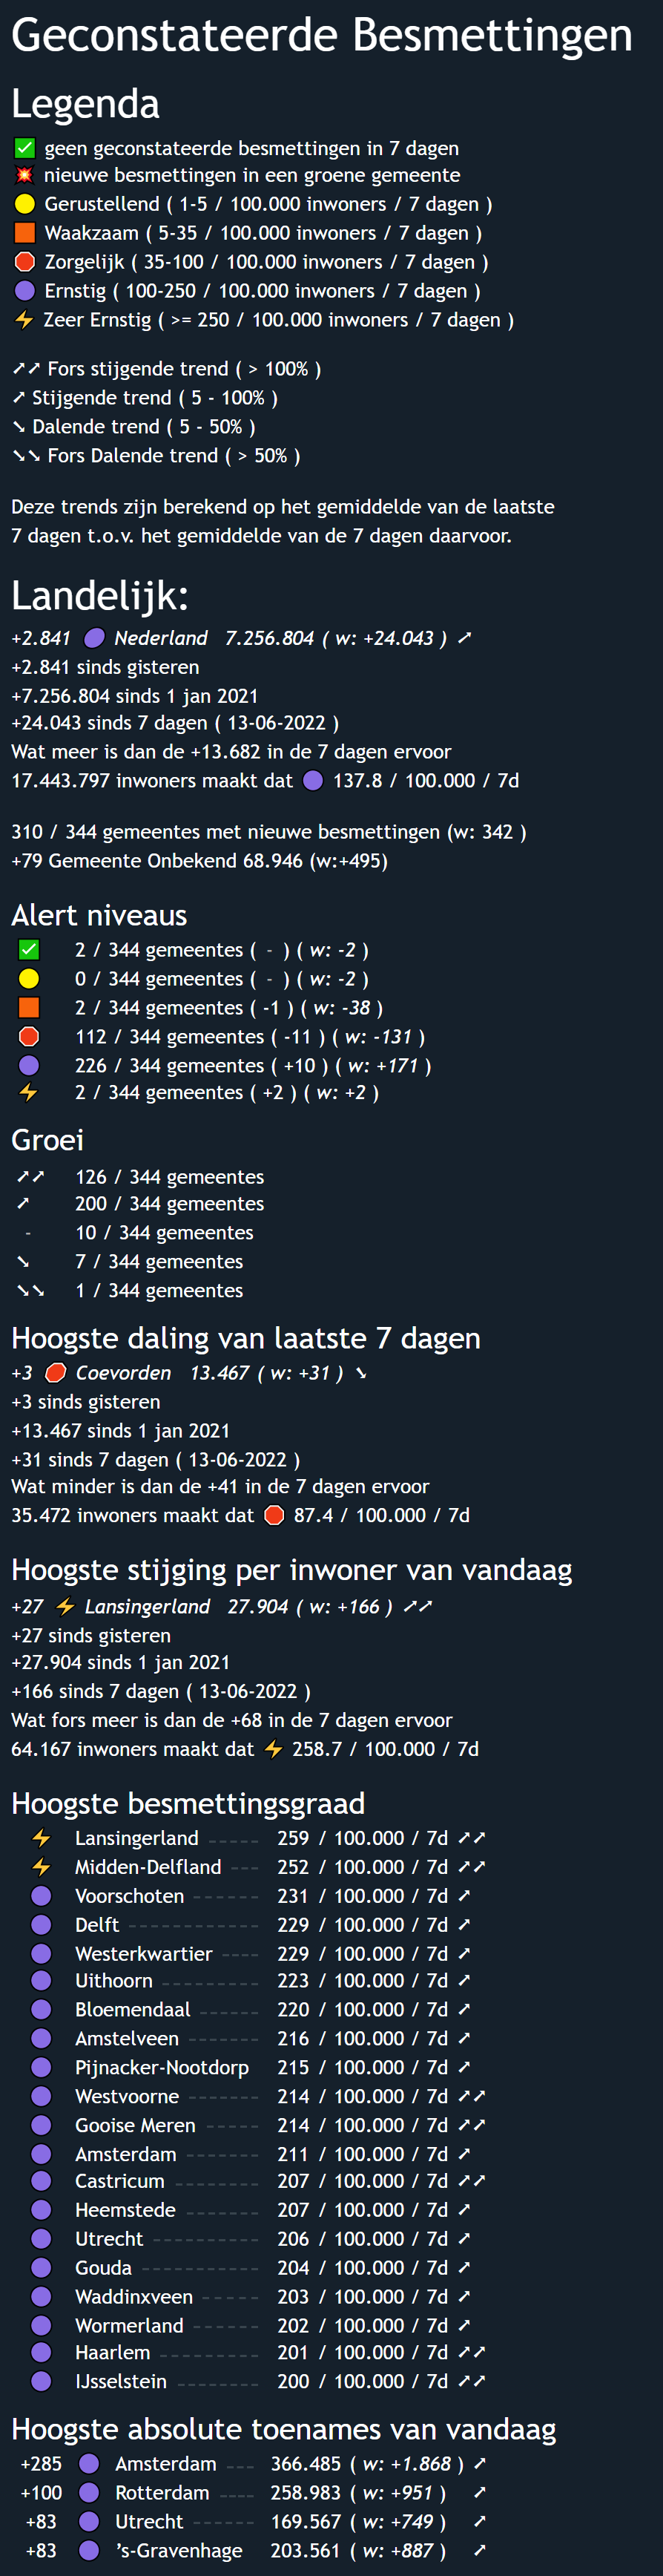 Geconstateerde Besmettingen
Legenda
✅ geen geconstateerde besmettingen in 7 dagen
💥 nieuwe besmettingen in een groene gemeente
🟡 Gerustellend ( 1-5 / 100.000 inwoners / 7 dagen )
🟧 Waakzaam ( 5-35 / 100.000 inwoners / 7 dagen )
🛑 Zorgelijk ( 35-100 / 100.000 inwoners / 7 dagen )
🟣 Ernstig ( 100-250 / 100.000 inwoners / 7 dagen )
⚡ Zeer Ernstig ( >= 250 / 100.000 inwoners / 7 dagen )
➚➚ Fors stijgende trend ( > 100% )
➚ Stijgende trend ( 5 - 100% )
➘ Dalende trend ( 5 - 50% )
➘➘ Fors Dalende trend ( > 50% )
Deze trends zijn berekend op het gemiddelde van de laatste
7 dagen t.o.v. het gemiddelde van de 7 dagen daarvoor.
Landelijk:
+2.841 🟣 Nederland 7.256.804 ( w: +24.043 ) ➚
+2.841 sinds gisteren
+7.256.804 sinds 1 jan 2021
+24.043 sinds 7 dagen ( 13-06-2022 )
Wat meer is dan de +13.682 in de 7 dagen ervoor
17.443.797 inwoners maakt dat 🟣 137.8 / 100.000 / 7d
310 / 344 gemeentes met nieuwe besmettingen (w: 342 )
+79 Gemeente Onbekend 68.946 (w:+495)
Alert niveaus
✅ 2 / 344 gemeentes ( - ) ( w: -2 )
🟡 0 / 344 gemeentes ( - ) ( w: -2 )
🟧 2 / 344 gemeentes ( -1 ) ( w: -38 )
🛑 112 / 344 gemeentes ( -11 ) ( w: -131 )
🟣 226 / 344 gemeentes ( +10 ) ( w: +171 )
⚡ 2 / 344 gemeentes ( +2 ) ( w: +2 )
Groei
➚➚ 126 / 344 gemeentes
➚ 200 / 344 gemeentes
- 10 / 344 gemeentes
➘ 7 / 344 gemeentes
➘➘ 1 / 344 gemeentes
Hoogste daling van laatste 7 dagen
+3 🛑 Coevorden 13.467 ( w: +31 ) ➘
+3 sinds gisteren
+13.467 sinds 1 jan 2021
+31 sinds 7 dagen ( 13-06-2022 )
Wat minder is dan de +41 in de 7 dagen ervoor
35.472 inwoners maakt dat 🛑 87.4 / 100.000 / 7d
Hoogste stijging per inwoner van vandaag
+27 ⚡ Lansingerland 27.904 ( w: +166 ) ➚➚
+27 sinds gisteren
+27.904 sinds 1 jan 2021
+166 sinds 7 dagen ( 13-06-2022 )
Wat fors meer is dan de +68 in de 7 dagen ervoor
64.167 inwoners maakt dat ⚡ 258.7 / 100.000 / 7d
Hoogste besmettingsgraad
⚡ Lansingerland ----- 259 / 100.000 / 7d ➚➚
⚡ Midden-Delfland --- 252 / 100.000 / 7d ➚➚
🟣 Voorschoten ------- 231 / 100.000 / 7d ➚
🟣 Delft -------------- 229 / 100.000 / 7d ➚
🟣 Westerkwartier ---- 229 / 100.000 / 7d ➚
🟣 Uithoorn ---------- 223 / 100.000 / 7d ➚
🟣 Bloemendaal ------ 220 / 100.000 / 7d ➚
🟣 Amstelveen ------- 216 / 100.000 / 7d ➚
🟣 Pijnacker-Nootdorp 215 / 100.000 / 7d ➚
🟣 Westvoorne ------- 214 / 100.000 / 7d ➚➚
🟣 Gooise Meren ----- 214 / 100.000 / 7d ➚➚
🟣 Amsterdam ------- 211 / 100.000 / 7d ➚
🟣 Castricum -------- 207 / 100.000 / 7d ➚➚
🟣 Heemstede ------- 207 / 100.000 / 7d ➚
🟣 Utrecht ---------- 206 / 100.000 / 7d ➚
🟣 Gouda ------------ 204 / 100.000 / 7d ➚
🟣 Waddinxveen ----- 203 / 100.000 / 7d ➚
🟣 Wormerland ------ 202 / 100.000 / 7d ➚
🟣 Haarlem ---------- 201 / 100.000 / 7d ➚➚
🟣 IJsselstein -------- 200 / 100.000 / 7d ➚➚
Hoogste absolute toenames van vandaag
+285 🟣 Amsterdam --- 366.485 ( w: +1.868 ) ➚
+100 🟣 Rotterdam ---- 258.983 ( w: +951 ) ➚
+83 🟣 Utrecht ------ 169.567 ( w: +749 ) ➚
+83 🟣 ’s-Gravenhage 203.561 ( w: +887 ) ➚